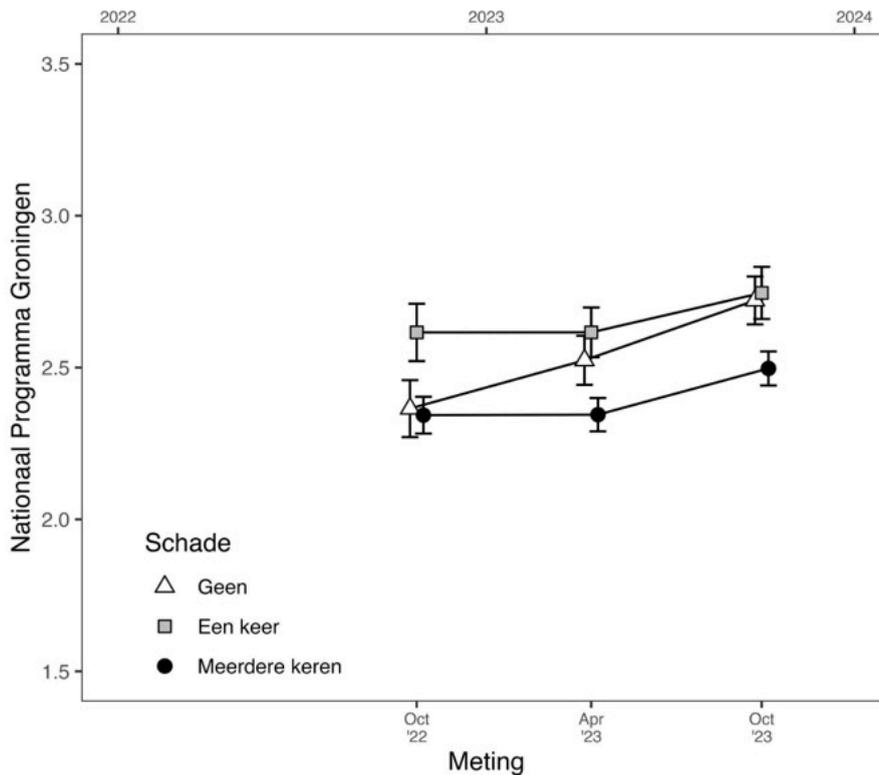 2022 2023 2024
3.5
3.0
2.5
2.0
1.5
Nationaal Programma Groningen
Schade
Geen
Een keer
Meerdere keren
Oct Apr Oct
'22 '23 '23
Meting